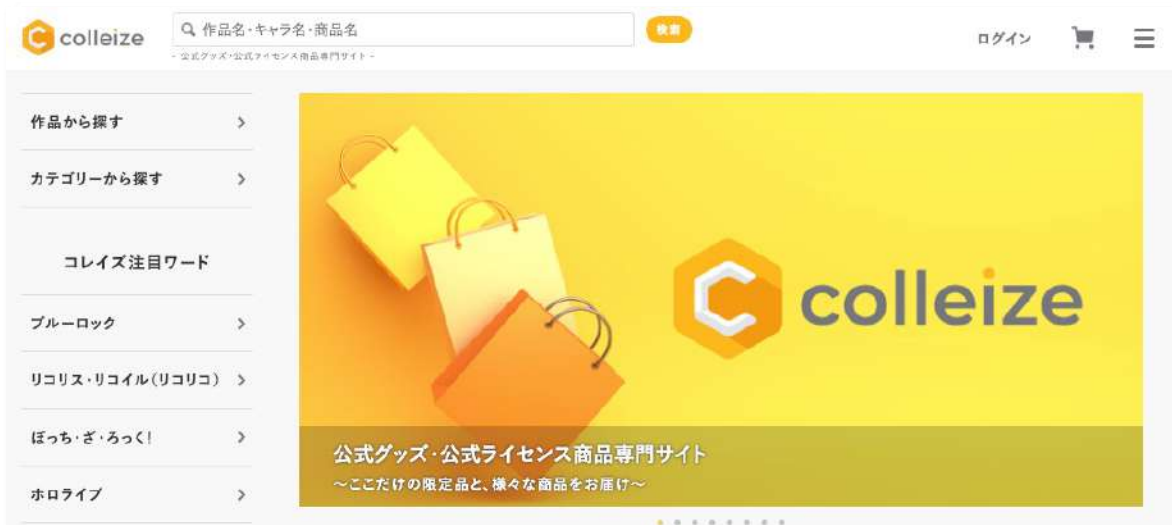 colleize
作品名・キャラ名・商品名
検索
- 公式グッズ・公式ライセンス商品専門サイト -
ログイン
作品から探す
カテゴリーから探す
コレイズ注目ワード
ブルーロック
リコリス・リコイル(リコリコ)
ぼっち・ざ・ろっく!
ホロライブ
colleize
公式グッズ・公式ライセンス商品専門サイト
〜ここだけの限定品と、様々な商品をお届け〜